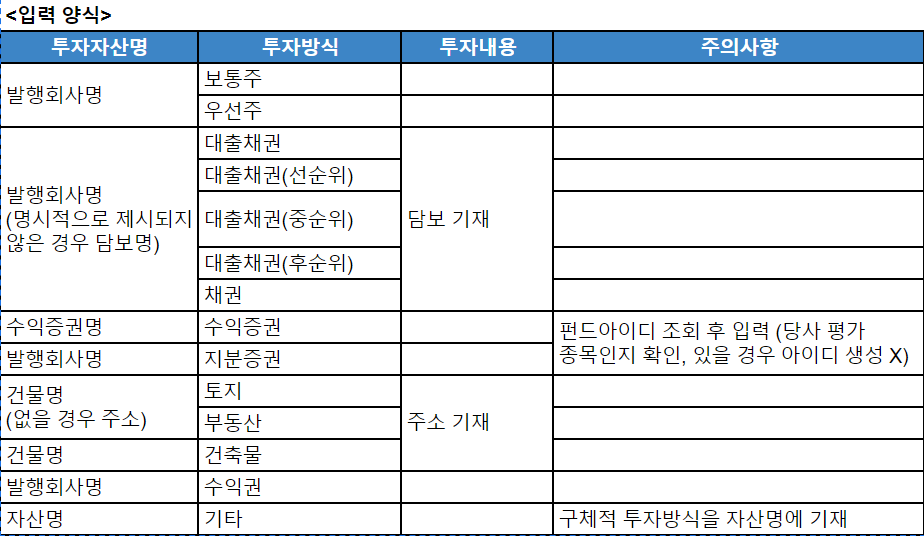 <입력 양식>
투자자산명 투자방식 투자내용 주의사항
발행회사명
보통주
우선주
발행회사명
(명시적으로 제시되지
않은 경우 담보명)
대출채권
대출채권(선순위)
대출채권(중순위)
대출채권(후순위)
채권
담보 기재
수익증권명 수익증권
발행회사명 지분증권
펀드아이디 조회 후 입력 (당사 평가
종목인지 확인, 있을 경우 아이디 생성 X)
건물명
(없을 경우 주소)
토지
부동산
건물명 건축물
주소 기재
발행회사명 수익권
자산명 기타 구체적 투자방식을 자산명에 기재